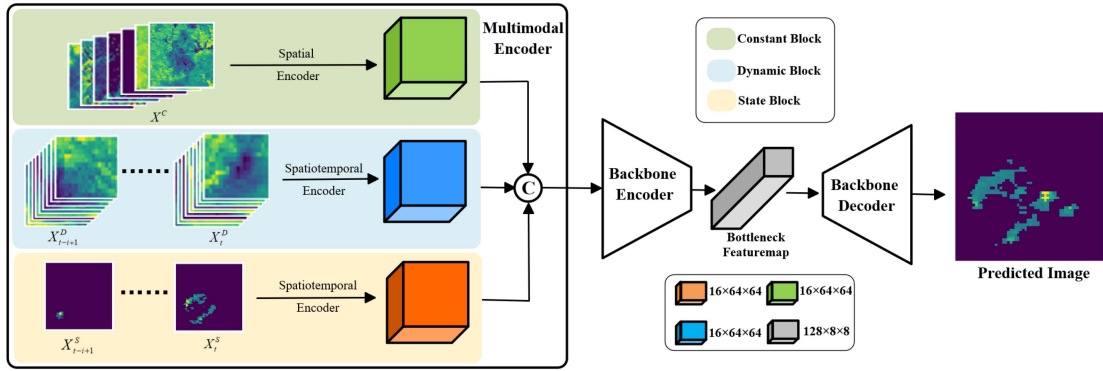 Multimodal
Encoder
Spatial
Encoder
X^C
Spatiotemporal
Encoder
X^D_{t-i+1}
X^D_t
Spatiotemporal
Encoder
X^S_{t-i+1}
X^S_t
C
Constant Block
Dynamic Block
State Block
Backbone
Encoder
Bottleneck
Featuremap
Backbone
Decoder
Predicted Image
16×64×64 16×64×64
16×64×64 128×8×8